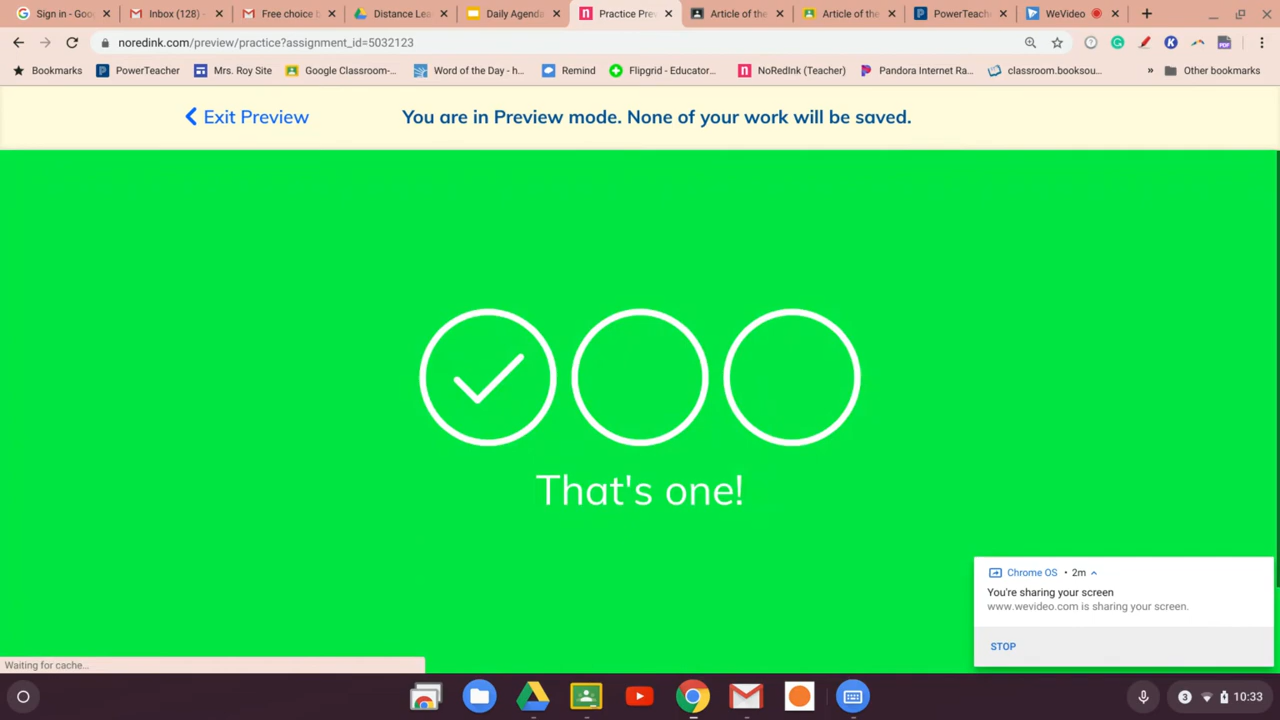 Sign in - Goo
Inbox (128) -
Free choice b
Distance Lea
Daily Agenda
Practice Prev
Article of the
Article of the
PowerTeach
WeVideo
noredink.com/preview/practice?assignment_id=5032123
Bookmarks
PowerTeacher
Mrs. Roy Site
Google Classroom-...
Word of the Day - h...
Remind
Flipgrid - Educator...
NoRedInk (Teacher)
Pandora Internet Ra...
classroom.booksou...
»
Other bookmarks
Exit Preview
You are in Preview mode. None of your work will be saved.
That's one!
Chrome OS • 2m
You're sharing your screen
www.wevideo.com is sharing your screen.
STOP
Waiting for cache...
3
10:33